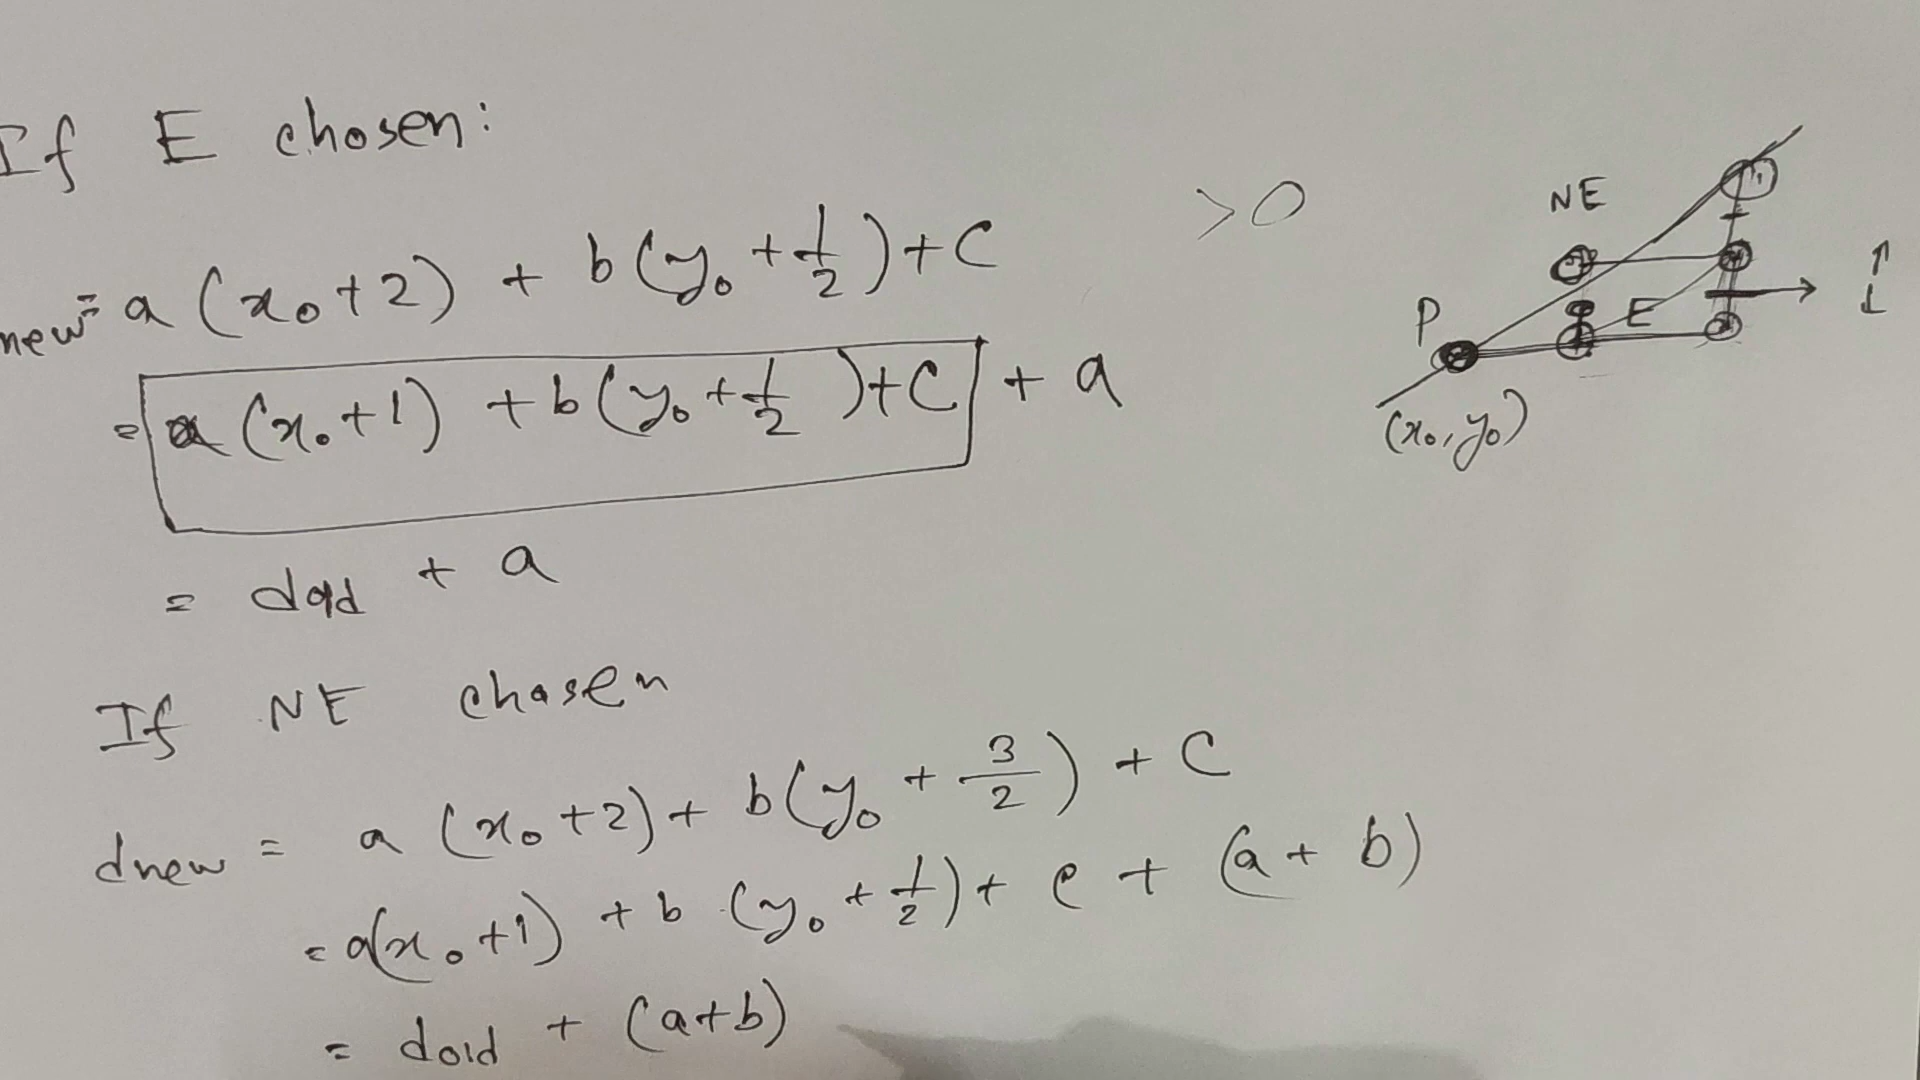 If E chosen:
new = a (x₀+2) + b (y₀ + 1/2) + C >0
= a (x₀+1) + b (y₀ + 1/2) + C + a
= dold + a
If NE chosen
dnew = a (x₀+2) + b (y₀ + 3/2) + C
= a(x₀+1) + b (y₀ + 1/2) + c + (a + b)
= dold + (a+b)
NE
P
E
(x₀, y₀)